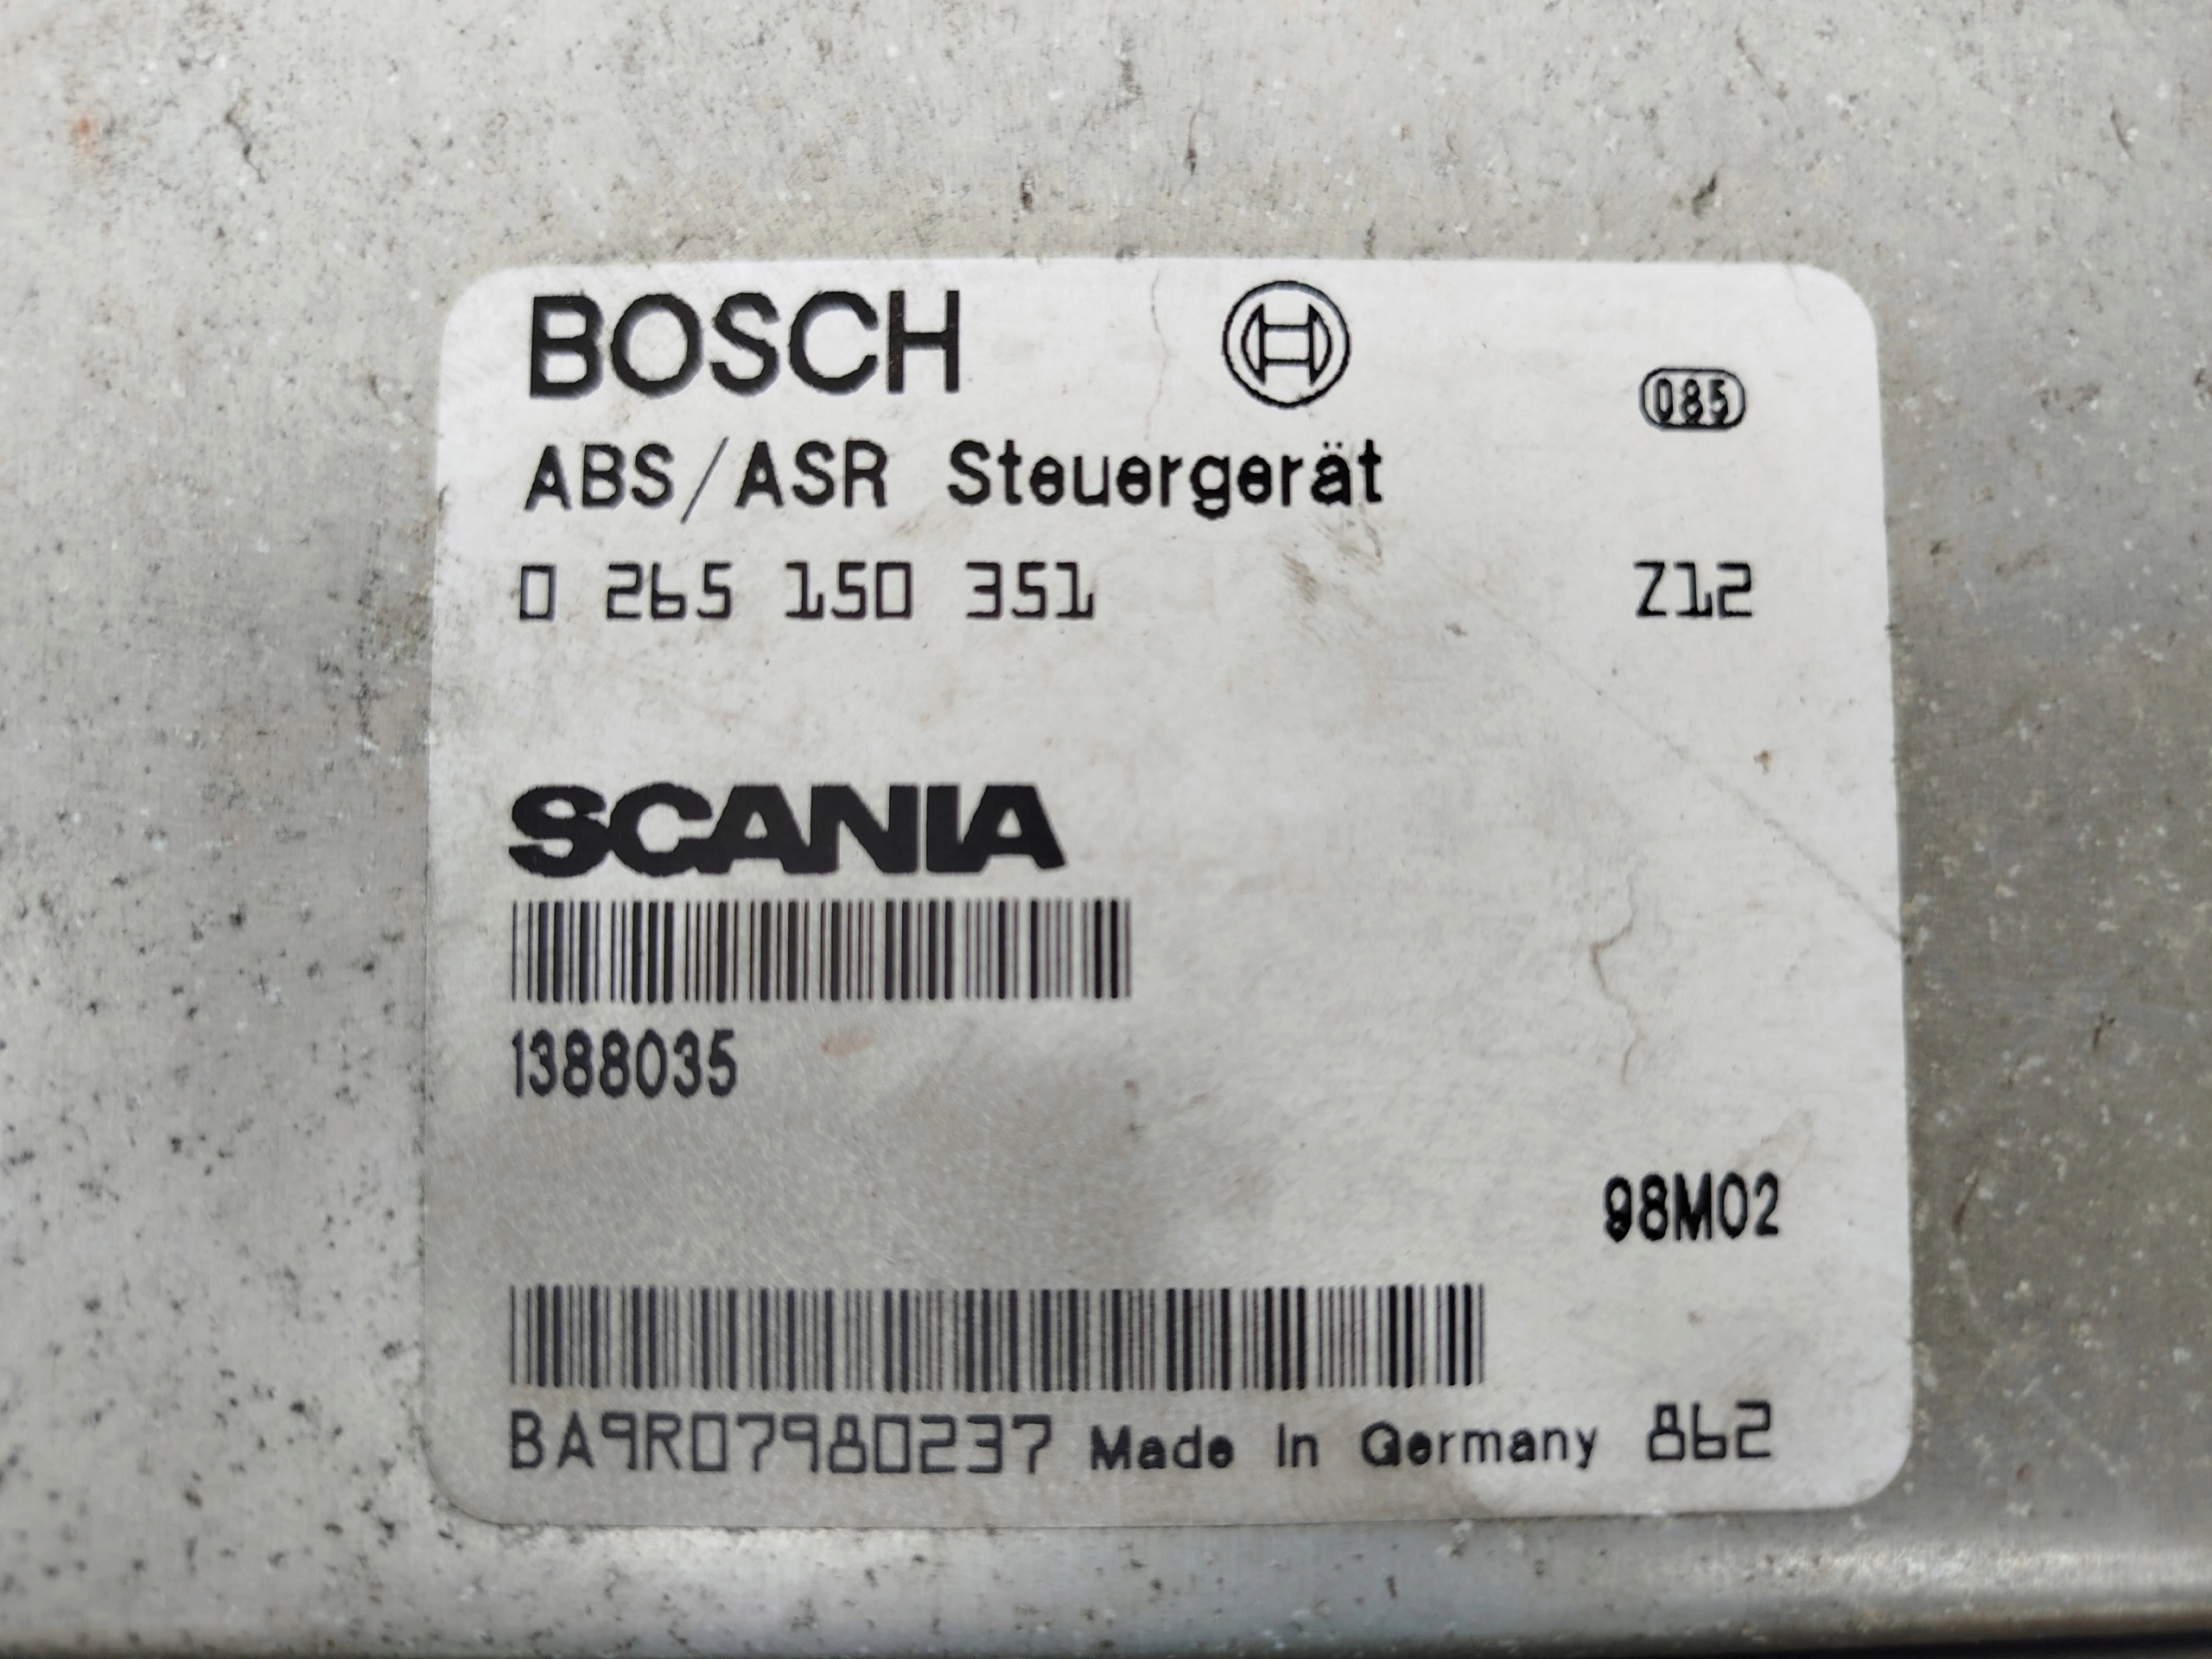 BOSCH
085
ABS/ASR Steuergerät
0 265 150 351 Z12
SCANIA
1388035
98M02
BA9R07980237 Made In Germany 862